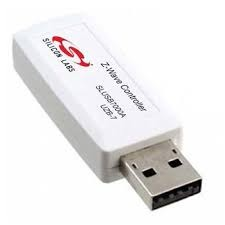 SILICON LABS
Z-Wave Controller
SLUSB7000A
UZB-7